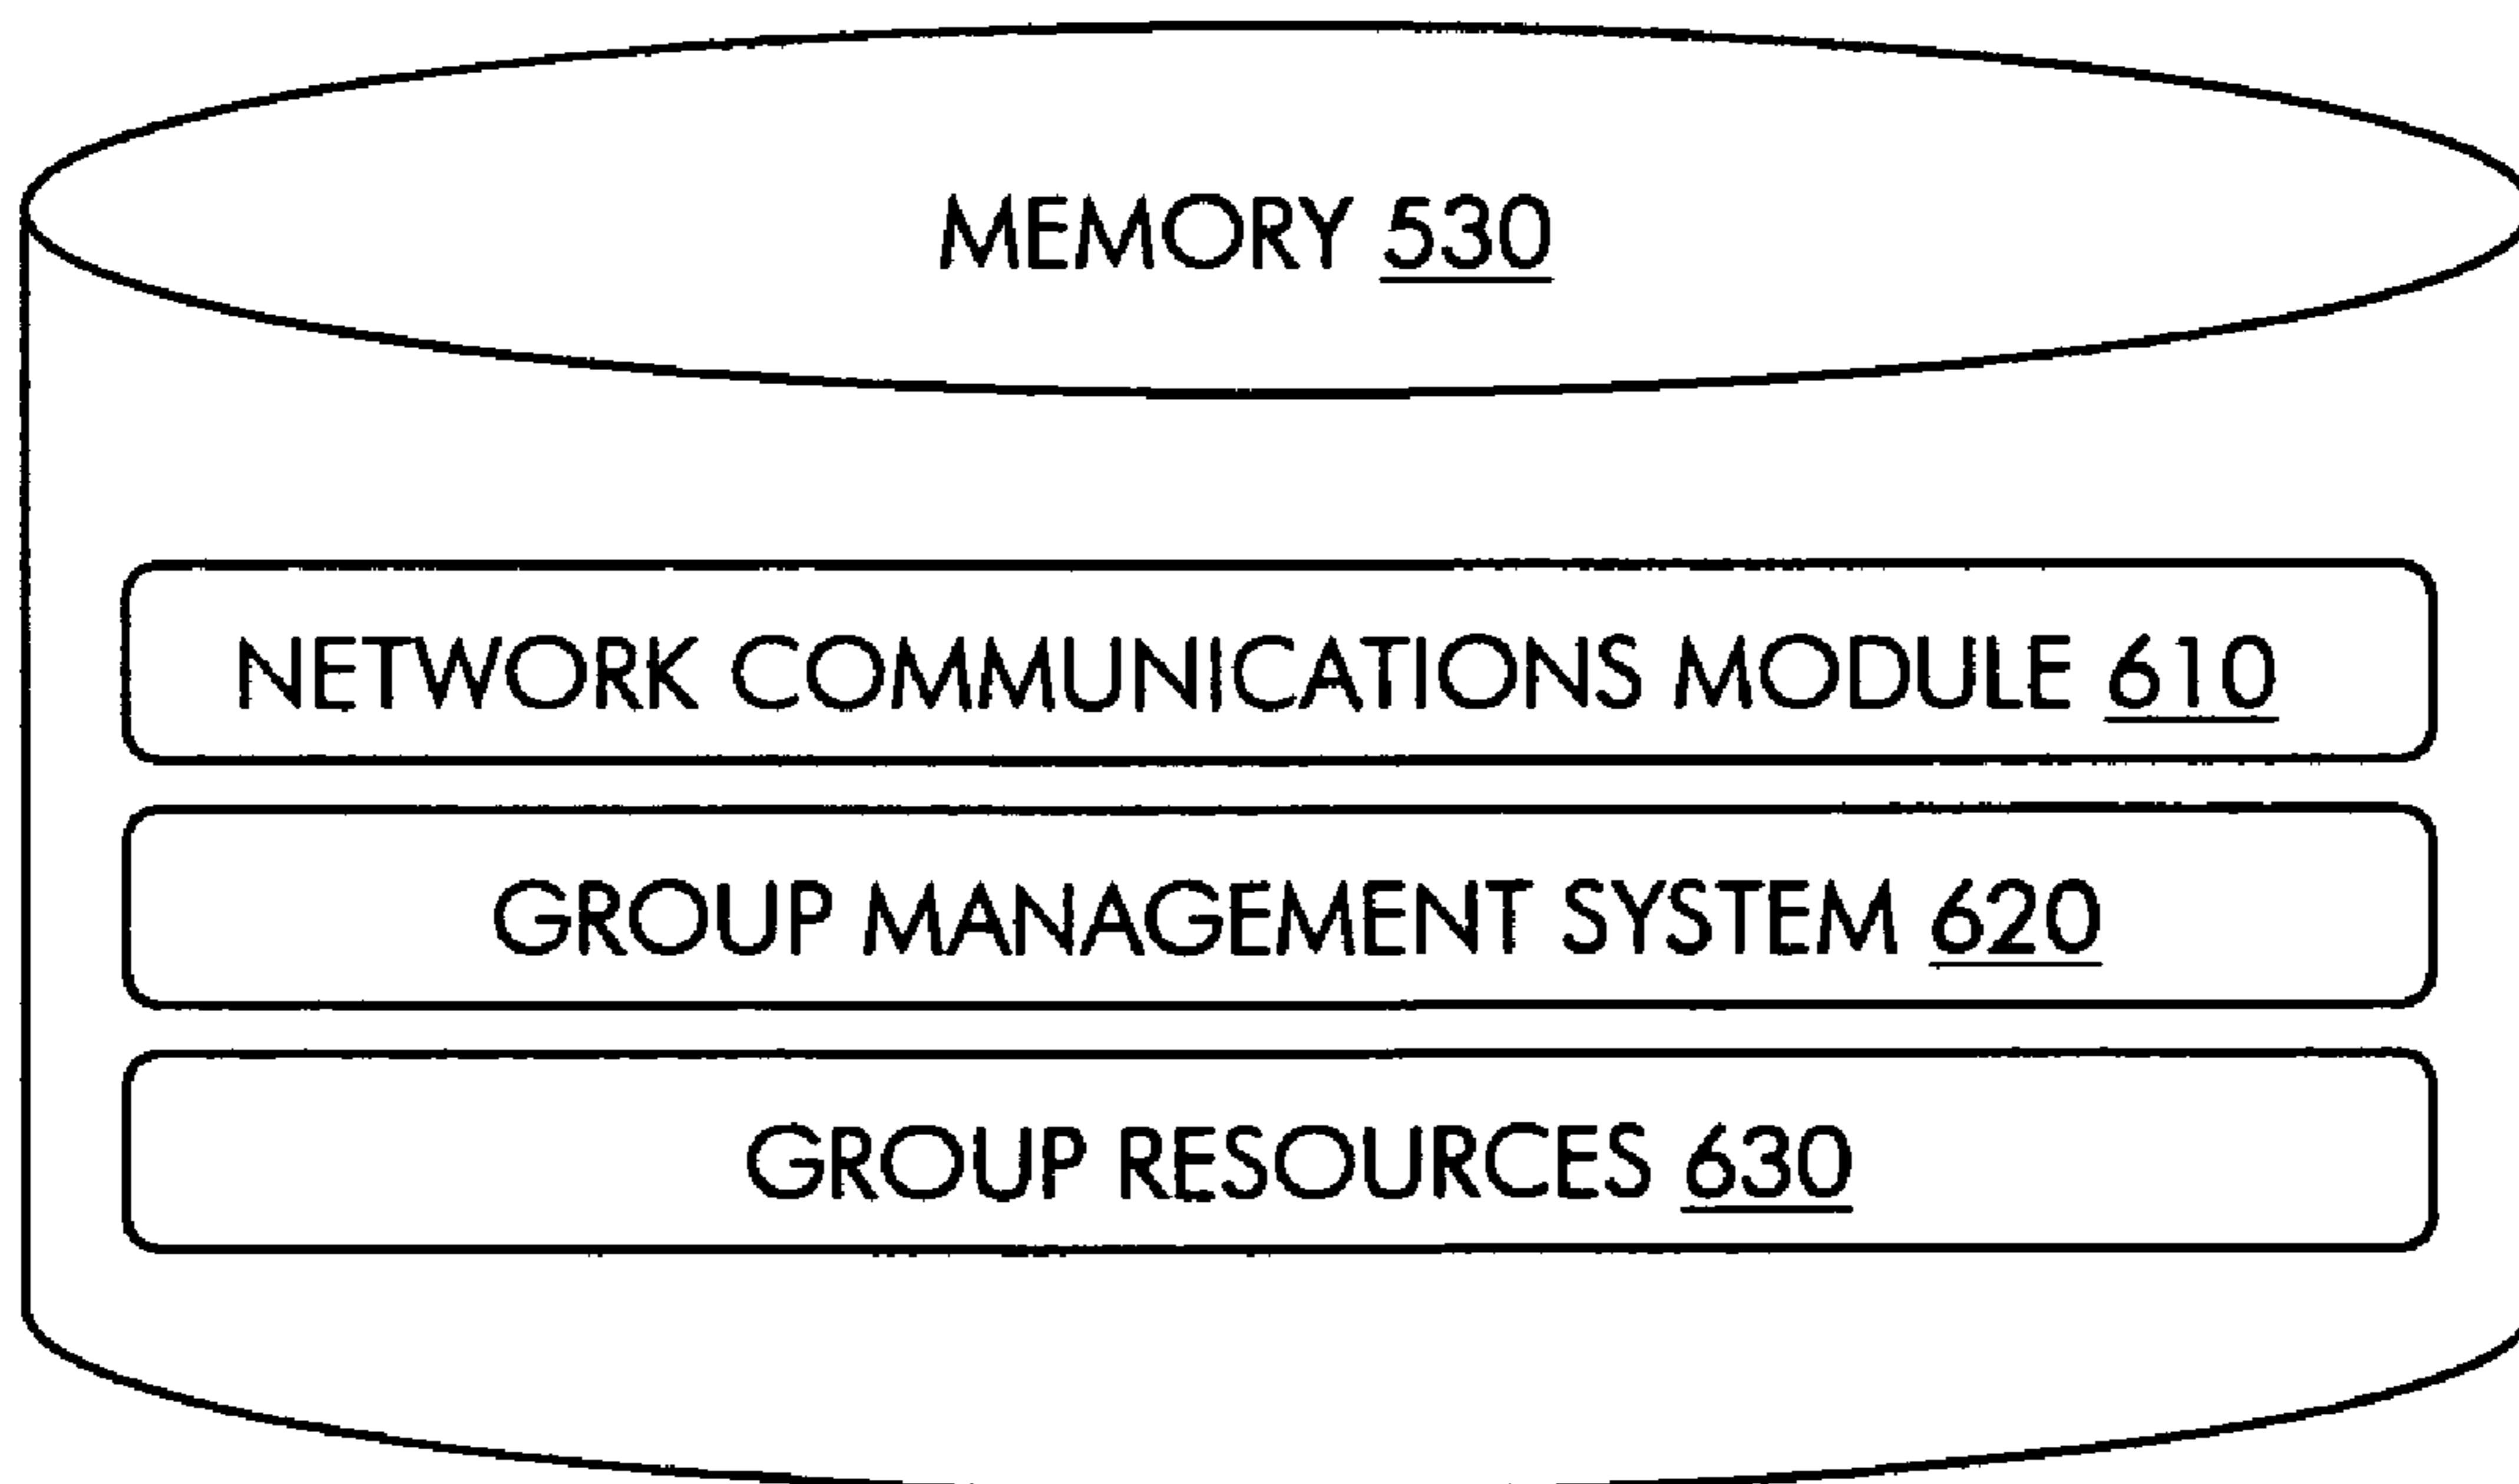 MEMORY 530
NETWORK COMMUNICATIONS MODULE 610
GROUP MANAGEMENT SYSTEM 620
GROUP RESOURCES 630